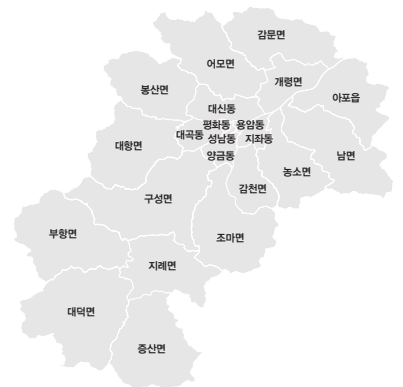 감문면
어모면
개령면
봉산면
아포읍
대신동
평화동 용암동
대곡동 성남동 지좌동
대항면
양금동
남면
농소면
감천면
구성면
부항면
조마면
지례면
대덕면
증산면